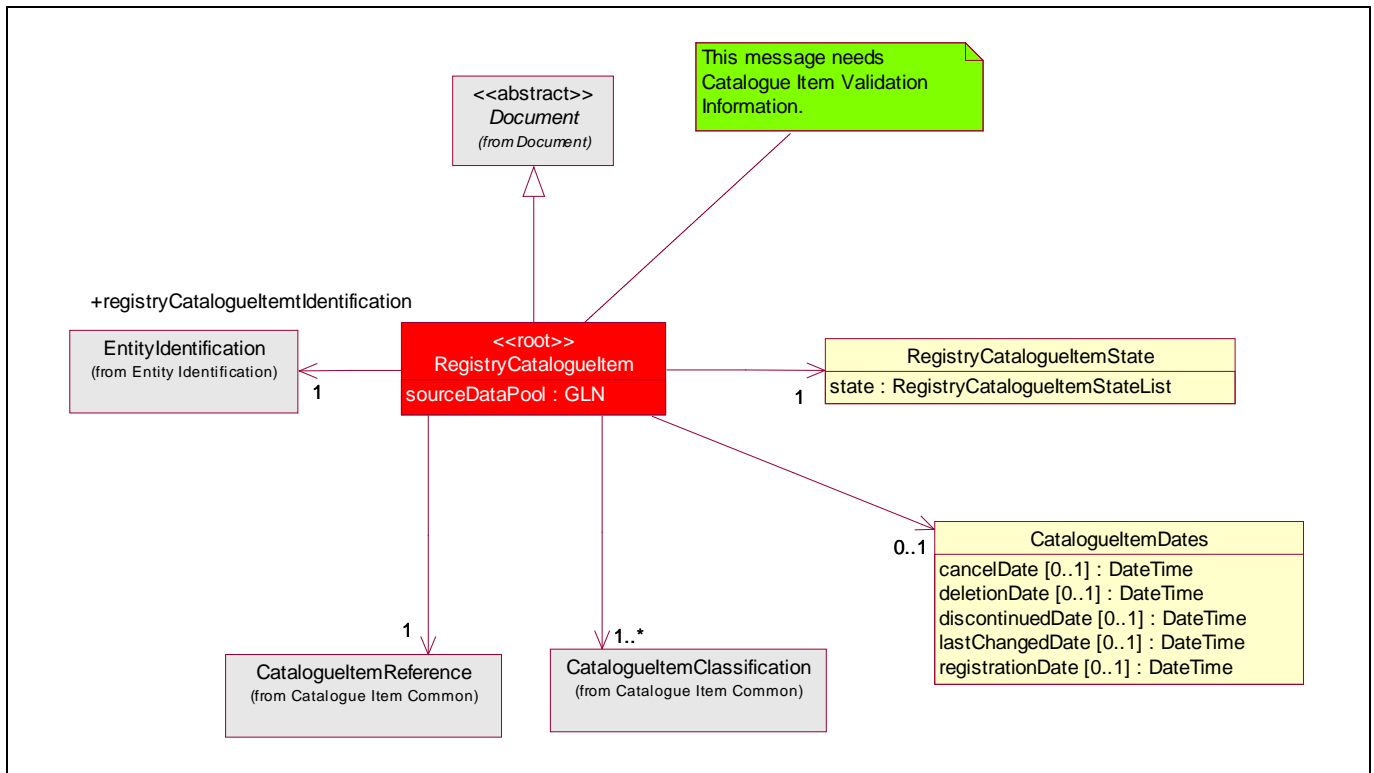 This message needs
Catalogue Item Validation
Information.
<<abstract>>
Document
(from Document)
+registryCatalogueItemtIdentification
EntityIdentification
(from Entity Identification)
1
<<root>>
RegistryCatalogueItem
sourceDataPool : GLN
RegistryCatalogueItemState
state : RegistryCatalogueItemStateList
1
0..1
CatalogueItemDates
cancelDate [0..1] : DateTime
deletionDate [0..1] : DateTime
discontinuedDate [0..1] : DateTime
lastChangedDate [0..1] : DateTime
registrationDate [0..1] : DateTime
1
CatalogueItemReference
(from Catalogue Item Common)
1..*
CatalogueItemClassification
(from Catalogue Item Common)